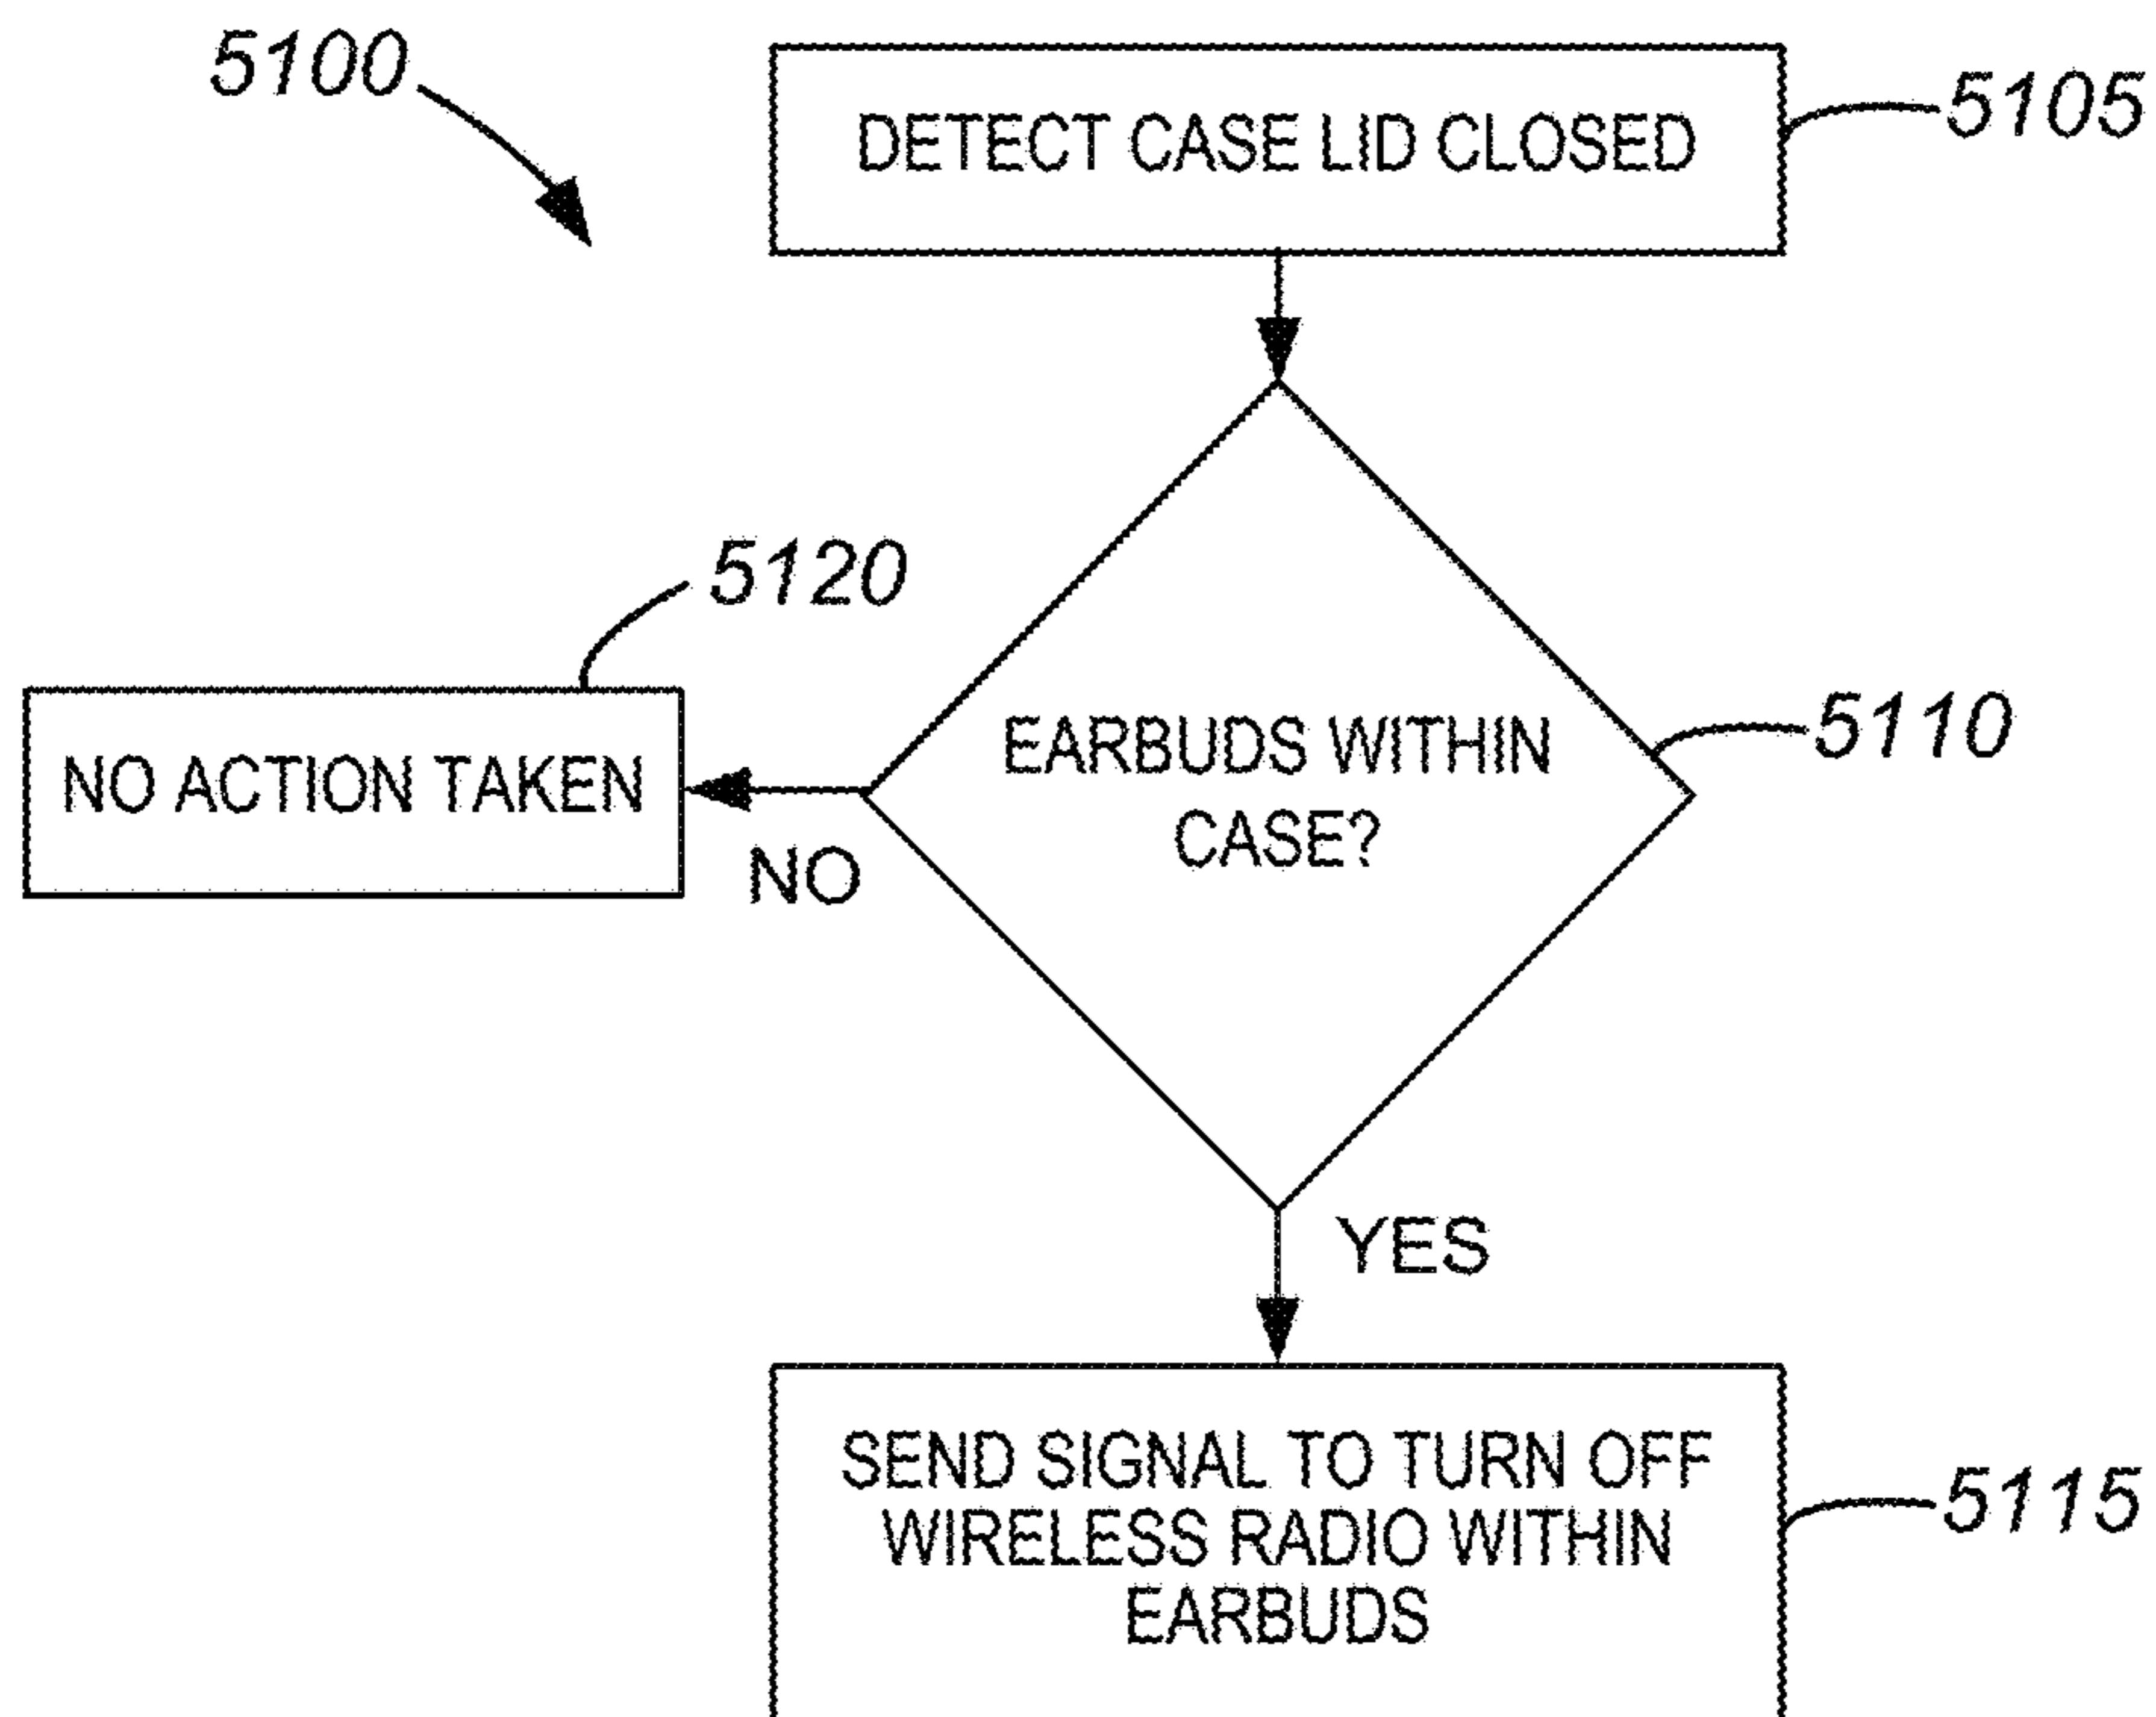 5100
DETECT CASE LID CLOSED
5105
5120
NO ACTION TAKEN
NO
EARBUDS WITHIN
CASE?
5110
YES
SEND SIGNAL TO TURN OFF
WIRELESS RADIO WITHIN
EARBUDS
5115